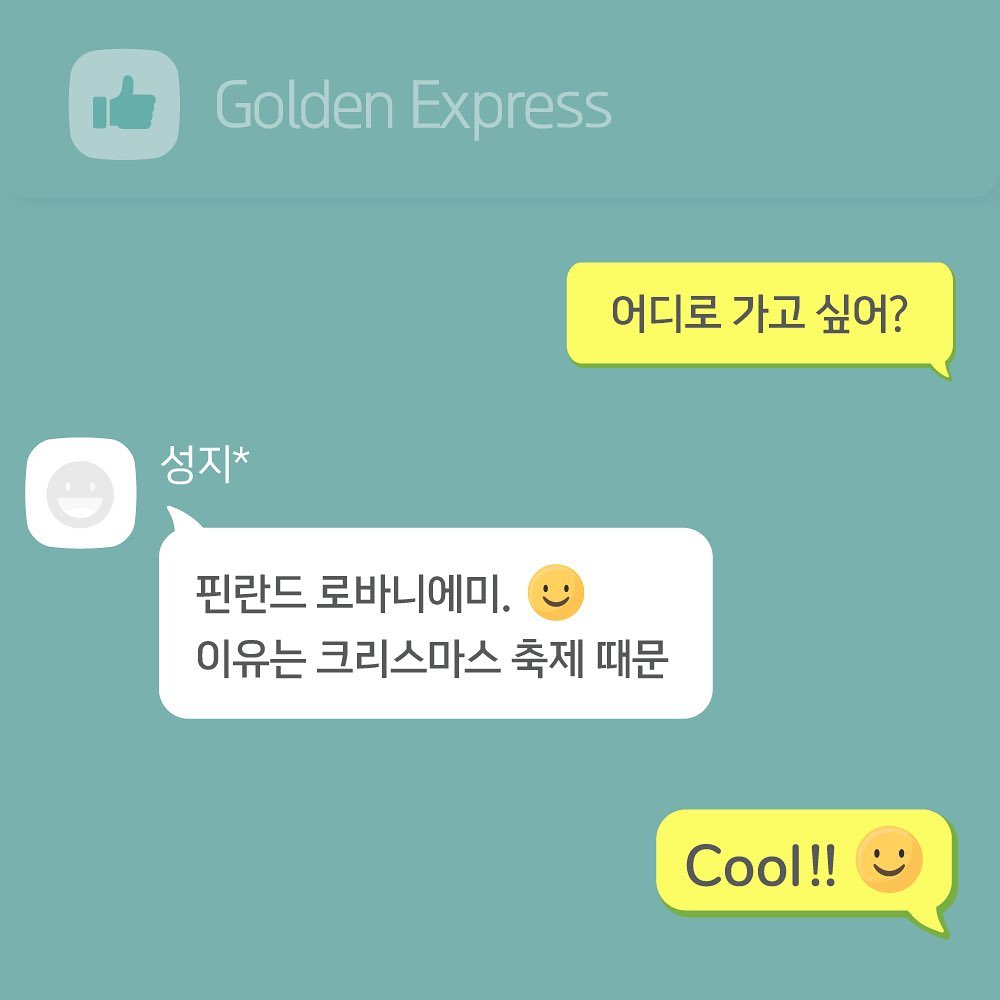 Golden Express
어디로 가고 싶어?
성지*
핀란드 로바니에미.
이유는 크리스마스 축제 때문
Cool!!